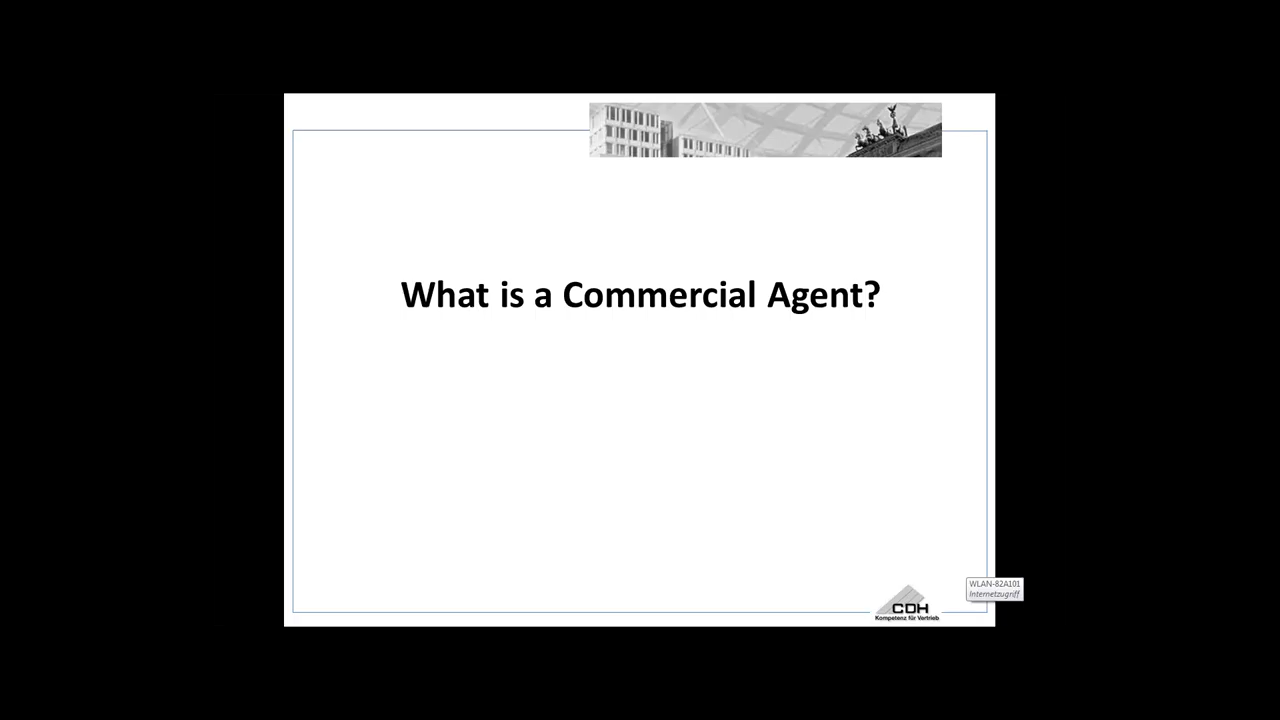 What is a Commercial Agent?
WLAN-82A101
Internetzugriff
CDH
Kompetenz für Vertrieb